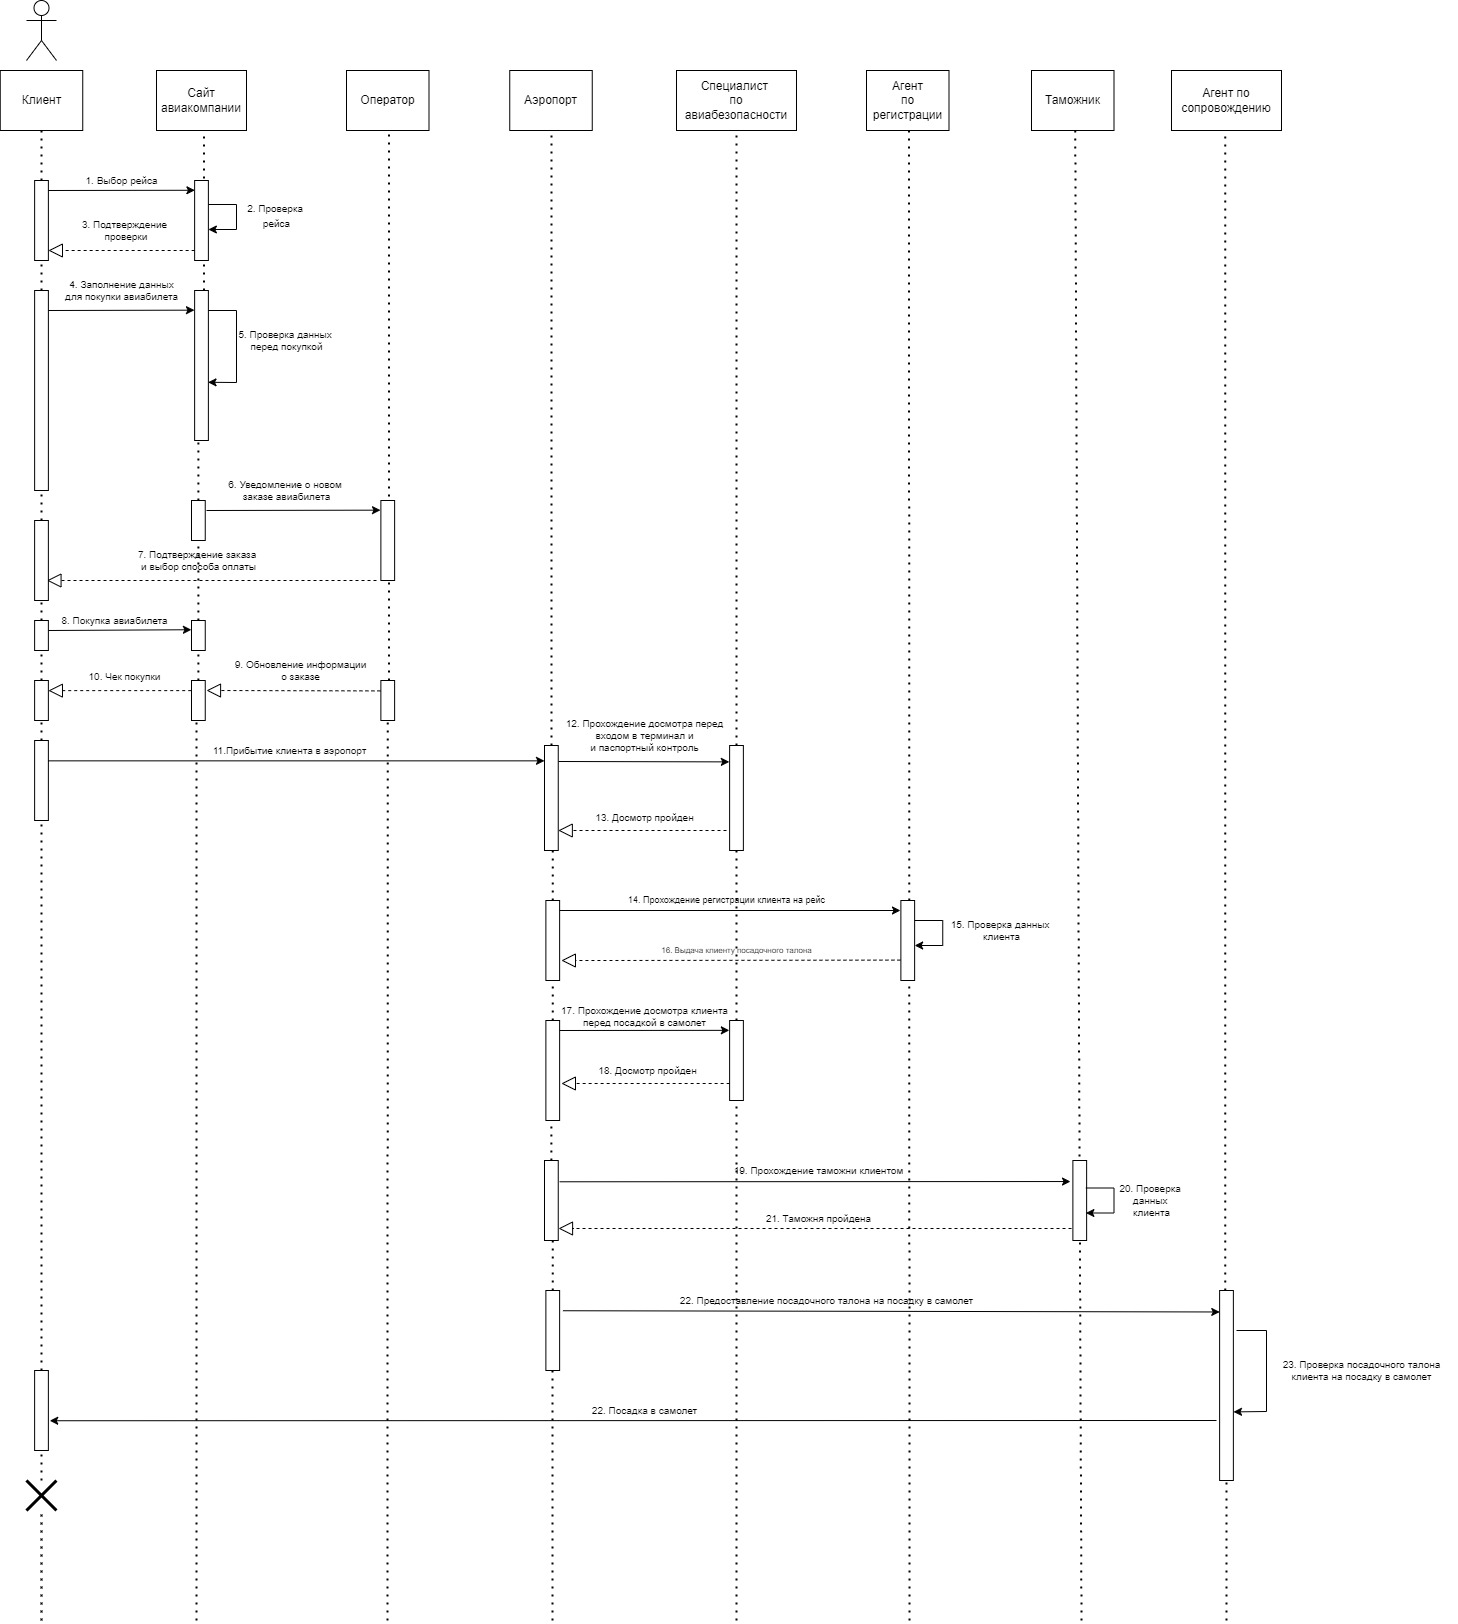 Клиент
Сайт
авиакомпании
Оператор
Аэропорт
Специалист
по
авиабезопасности
Агент
по
регистрации
Таможник
Агент по
сопровождению
1. Выбор рейса
2. Проверка
рейса
3. Подтверждение
проверки
4. Заполнение данных
для покупки авиабилета
5. Проверка данных
перед покупкой
6. Уведомление о новом
заказе авиабилета
7. Подтверждение заказа
и выбор способа оплаты
8. Покупка авиабилета
9. Обновление информации
о заказе
10. Чек покупки
11.Прибытие клиента в аэропорт
12. Прохождение досмотра перед
входом в терминал и
и паспортный контроль
13. Досмотр пройден
14. Прохождение регистрации клиента на рейс
15. Проверка данных
клиента
16. Выдача клиенту посадочного талона
17. Прохождение досмотра клиента
перед посадкой в самолет
18. Досмотр пройден
19. Прохождение таможни клиентом
20. Проверка
данных
клиента
21. Таможня пройдена
22. Предоставление посадочного талона на посадку в самолет
23. Проверка посадочного талона
клиента на посадку в самолет
22. Посадка в самолет